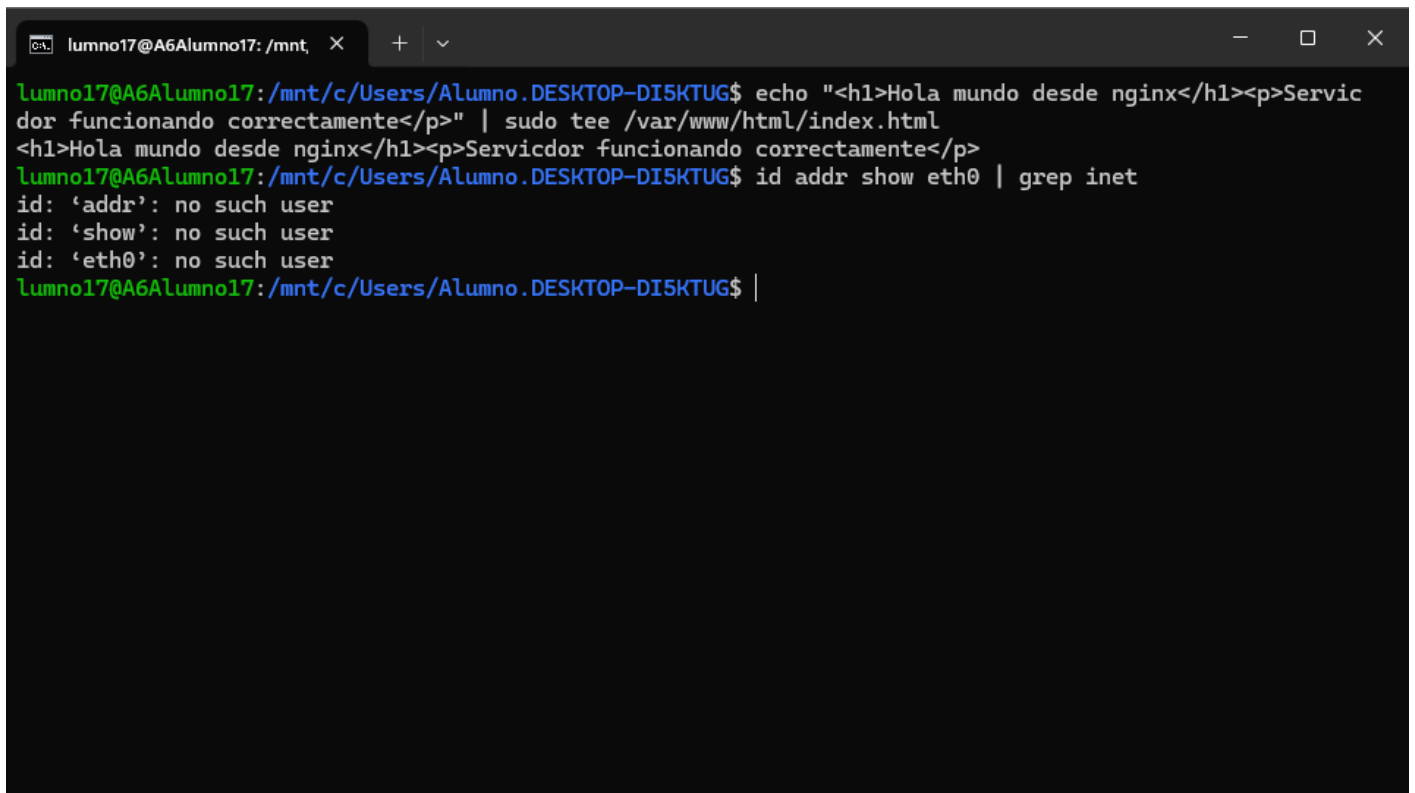 lumno17@A6Alumno17: /mnt,
lumno17@A6Alumno17:/mnt/c/Users/Alumno.DESKTOP-DI5KTUG$ echo "<h1>Hola mundo desde nginx</h1><p>Servic
dor funcionando correctamente</p>" | sudo tee /var/www/html/index.html
<h1>Hola mundo desde nginx</h1><p>Servicdor funcionando correctamente</p>
lumno17@A6Alumno17:/mnt/c/Users/Alumno.DESKTOP-DI5KTUG$ id addr show eth0 | grep inet
id: ‘addr’: no such user
id: ‘show’: no such user
id: ‘eth0’: no such user
lumno17@A6Alumno17:/mnt/c/Users/Alumno.DESKTOP-DI5KTUG$